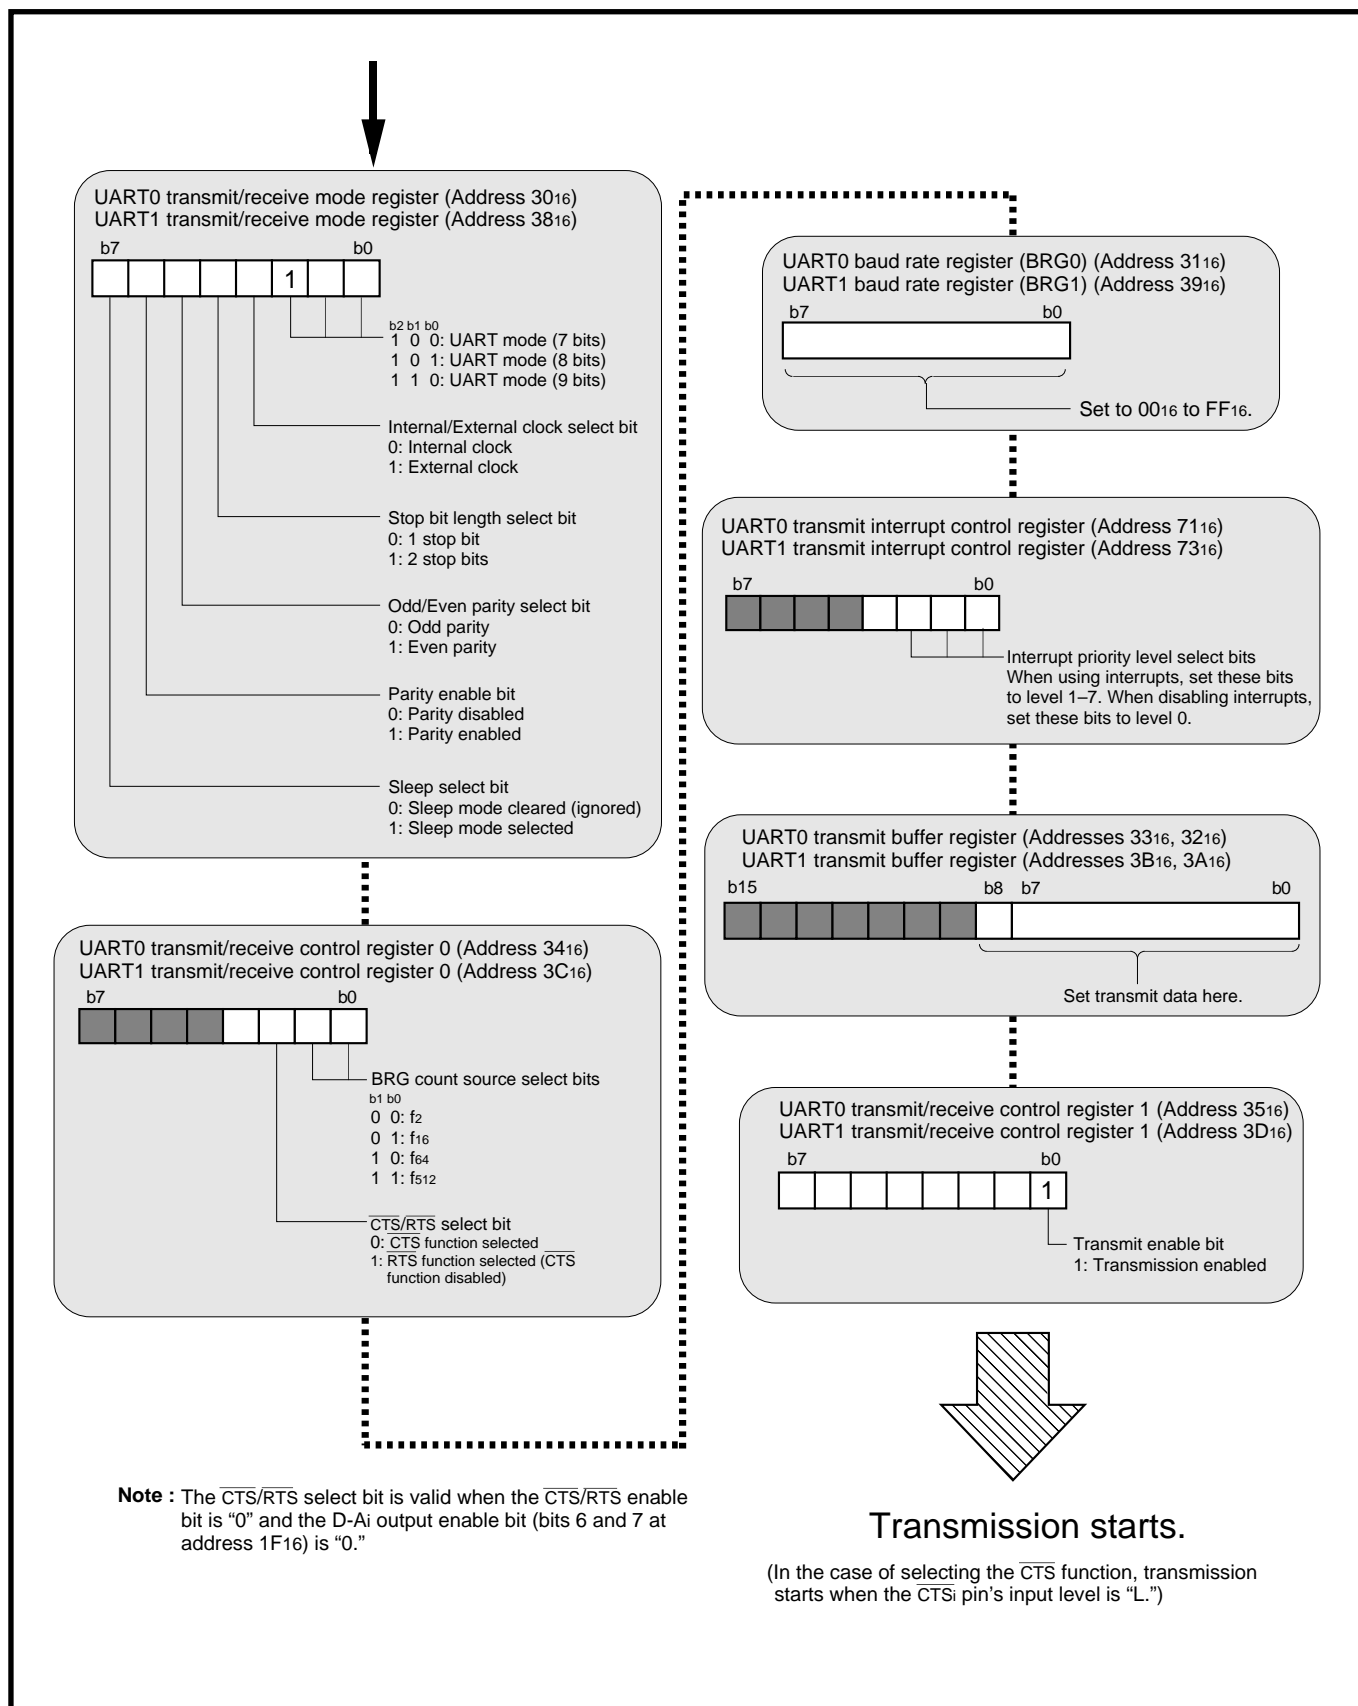 UART0 transmit/receive mode register (Address 30₁₆)
UART1 transmit/receive mode register (Address 38₁₆)
b7 b0
1
b2 b1 b0
1 0 0: UART mode (7 bits)
1 0 1: UART mode (8 bits)
1 1 0: UART mode (9 bits)
Internal/External clock select bit
0: Internal clock
1: External clock
Stop bit length select bit
0: 1 stop bit
1: 2 stop bits
Odd/Even parity select bit
0: Odd parity
1: Even parity
Parity enable bit
0: Parity disabled
1: Parity enabled
Sleep select bit
0: Sleep mode cleared (ignored)
1: Sleep mode selected
UART0 transmit/receive control register 0 (Address 34₁₆)
UART1 transmit/receive control register 0 (Address 3C₁₆)
b7 b0
BRG count source select bits
b1 b0
0 0: f₂
0 1: f₁₆
1 0: f₆₄
1 1: f₅₁₂
C̅T̅S̅/R̅T̅S̅ select bit
0: C̅T̅S̅ function selected
1: R̅T̅S̅ function selected (C̅T̅S̅
function disabled)
Note : The C̅T̅S̅/R̅T̅S̅ select bit is valid when the C̅T̅S̅/R̅T̅S̅ enable
bit is “0” and the D-Ai output enable bit (bits 6 and 7 at
address 1F₁₆) is “0.”
UART0 baud rate register (BRG0) (Address 31₁₆)
UART1 baud rate register (BRG1) (Address 39₁₆)
b7 b0
Set to 00₁₆ to FF₁₆.
UART0 transmit interrupt control register (Address 71₁₆)
UART1 transmit interrupt control register (Address 73₁₆)
b7 b0
Interrupt priority level select bits
When using interrupts, set these bits
to level 1–7. When disabling interrupts,
set these bits to level 0.
UART0 transmit buffer register (Addresses 33₁₆, 32₁₆)
UART1 transmit buffer register (Addresses 3B₁₆, 3A₁₆)
b15 b8 b7 b0
Set transmit data here.
UART0 transmit/receive control register 1 (Address 35₁₆)
UART1 transmit/receive control register 1 (Address 3D₁₆)
b7 b0
1
Transmit enable bit
1: Transmission enabled
Transmission starts.
(In the case of selecting the C̅T̅S̅ function, transmission
starts when the C̅T̅S̅i pin’s input level is “L.”)